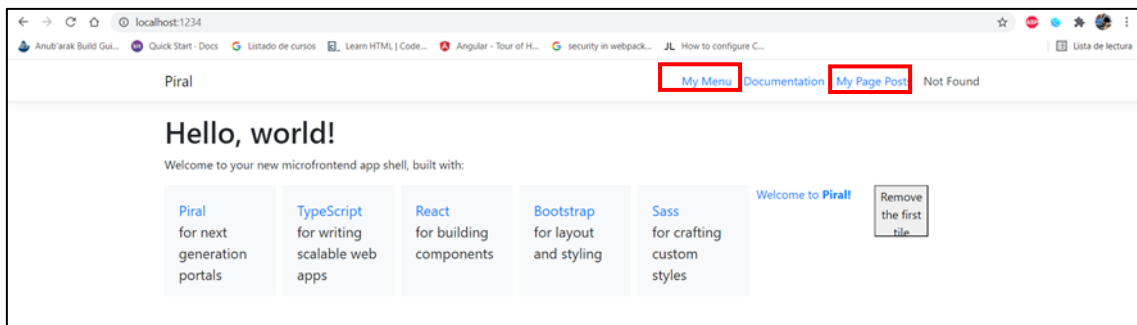 localhost:1234
Anub'arak Build Gui... Quick Start - Docs Listado de cursos Learn HTML | Code... Angular - Tour of H... security in webpack... JL How to configure C... Lista de lectura
Piral My Menu Documentation My Page Posts Not Found
Hello, world!
Welcome to your new microfrontend app shell, built with:
Piral
for next
generation
portals
TypeScript
for writing
scalable web
apps
React
for building
components
Bootstrap
for layout
and styling
Sass
for crafting
custom
styles
Welcome to Piral!
Remove
the first
tile